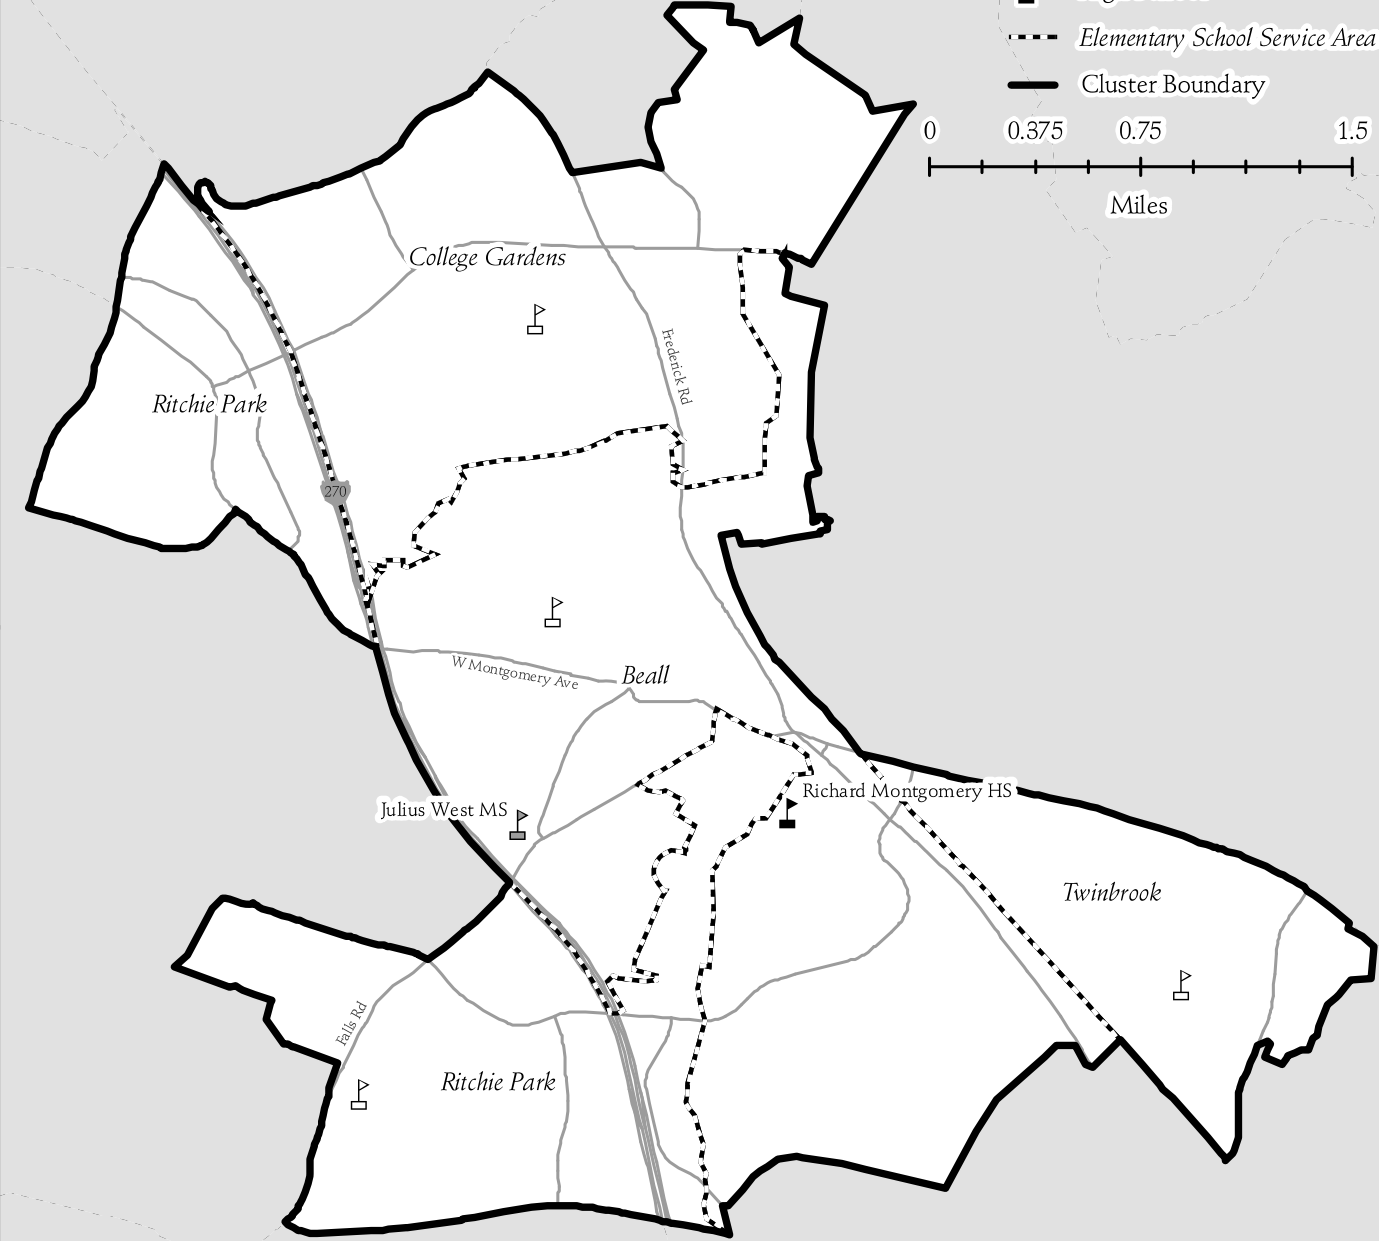 Elementary School Service Area
Cluster Boundary
0 0.375 0.75 1.5
Miles
College Gardens
Frederick Rd
Ritchie Park
270
W Montgomery Ave
Beall
Julius West MS
Richard Montgomery HS
Twinbrook
Falls Rd
Ritchie Park